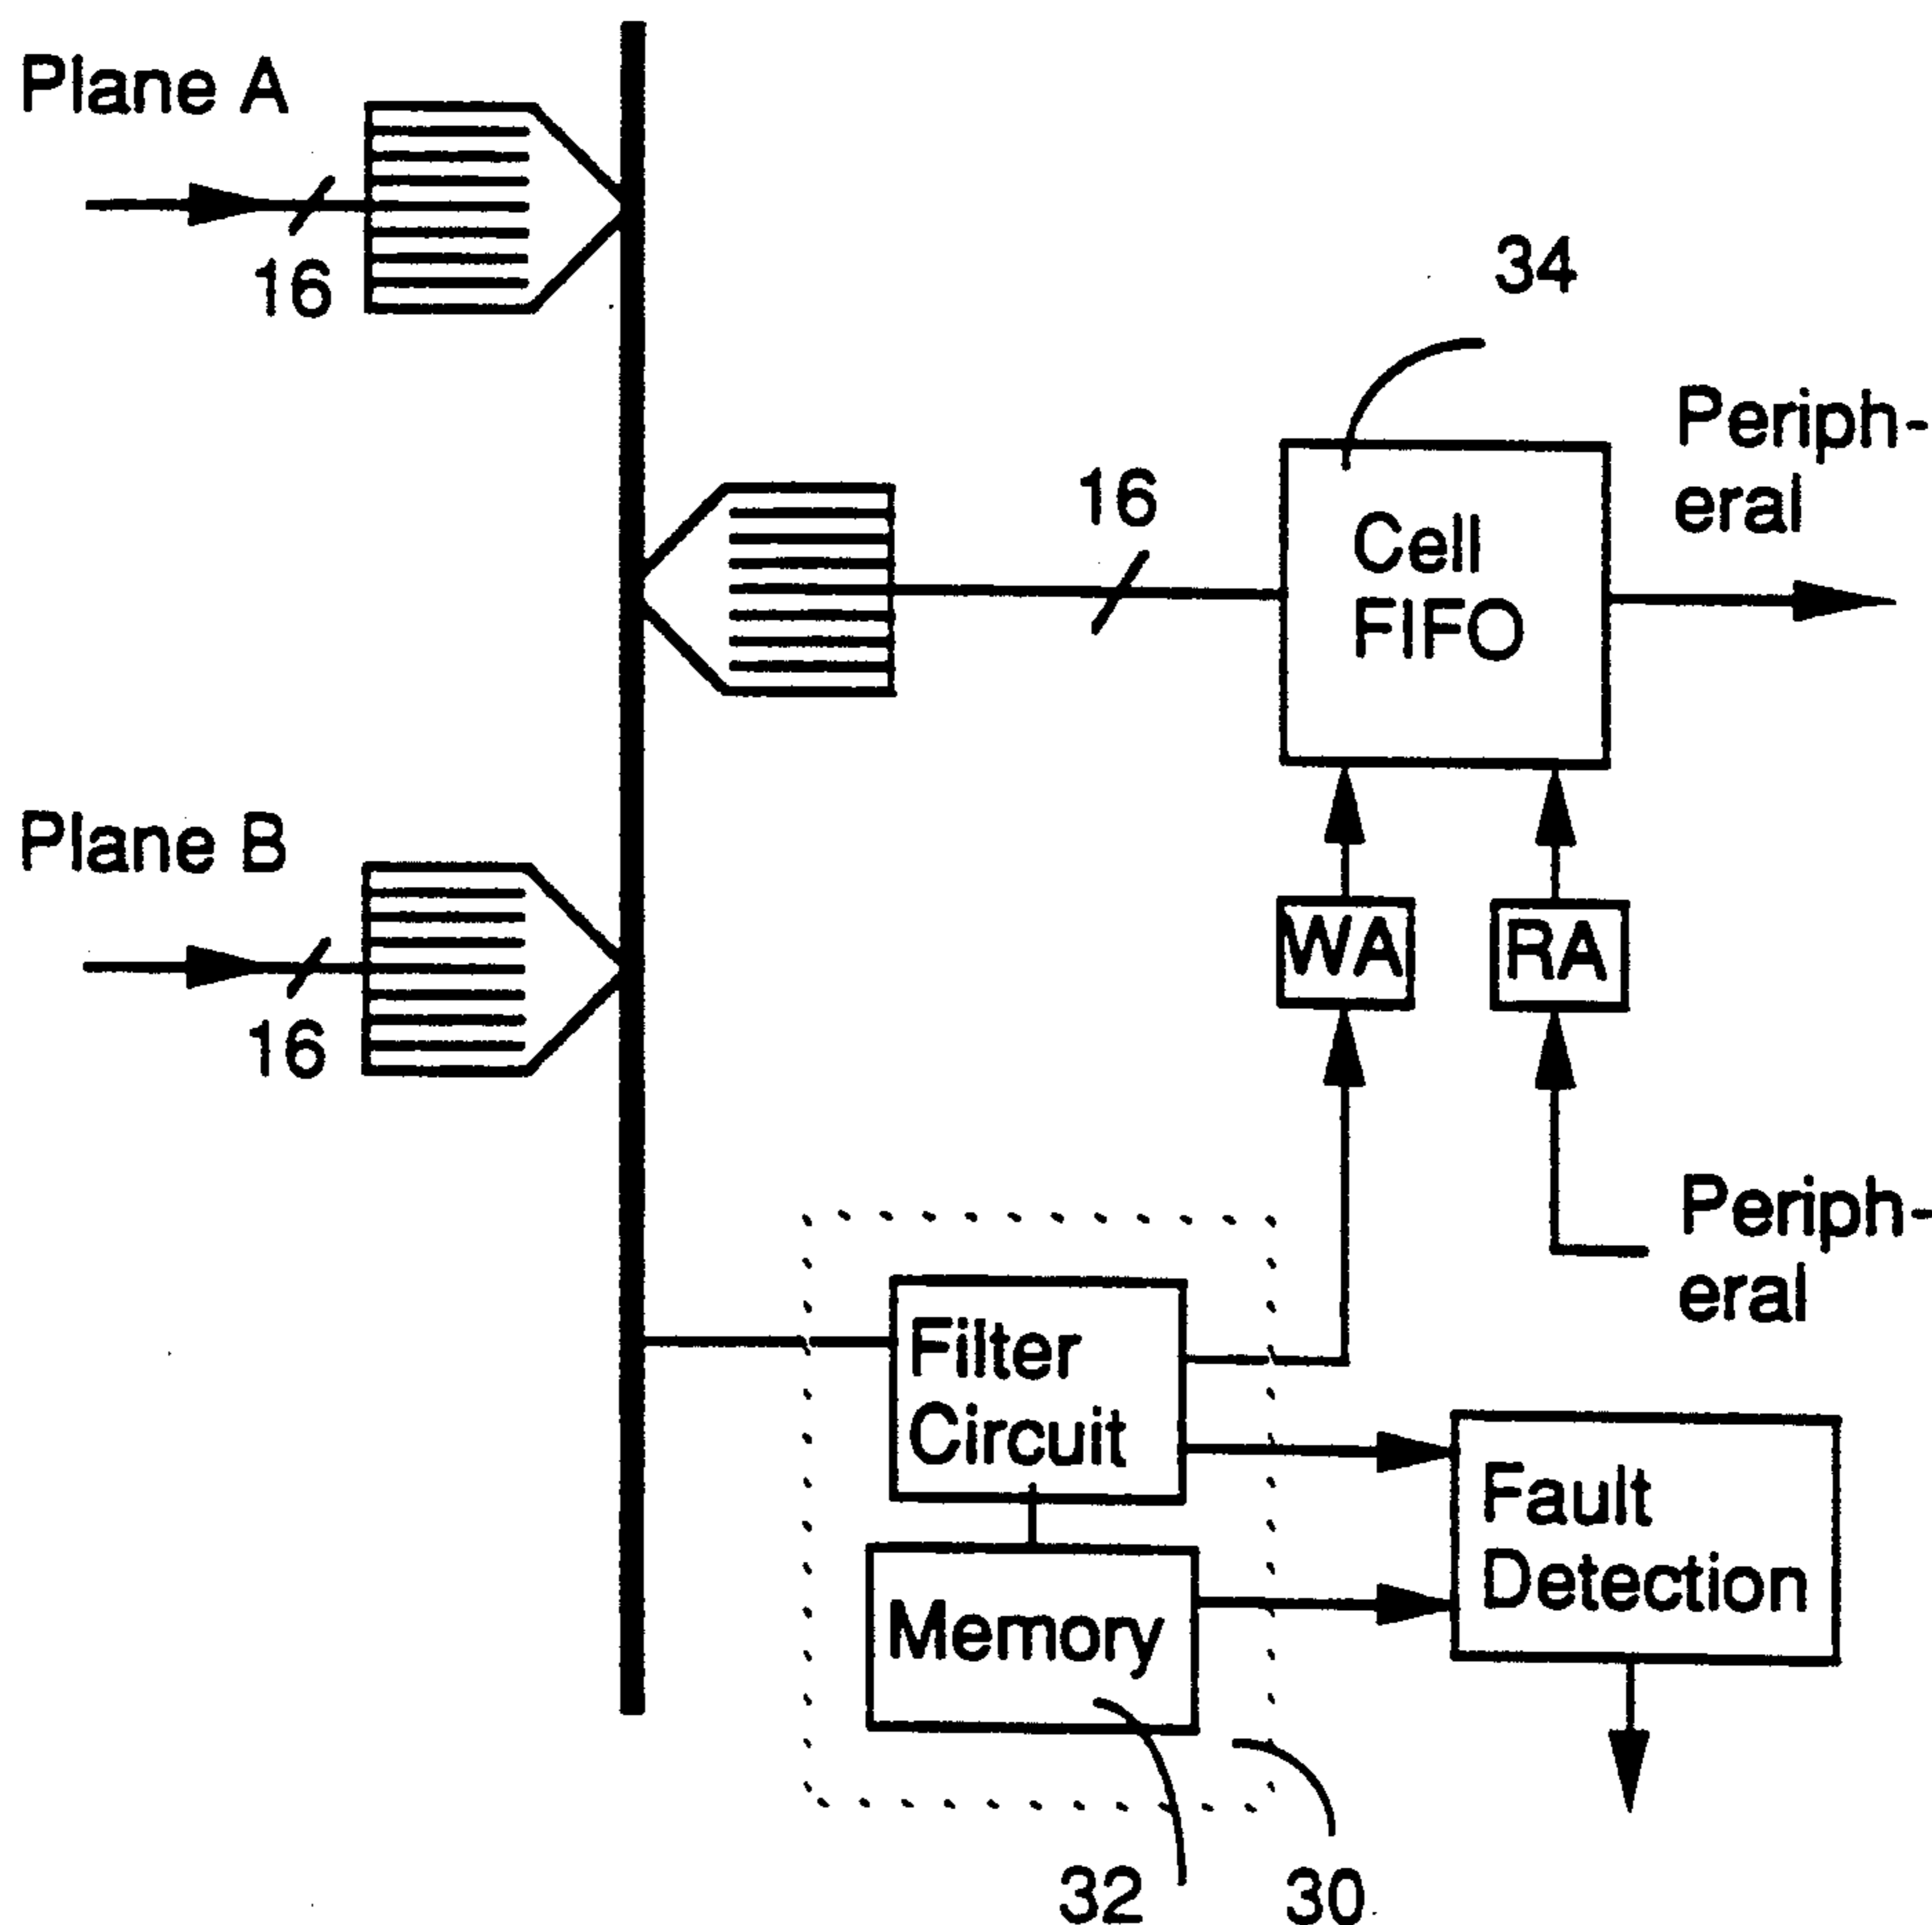 Plane A
16
34
Periph-
eral
16
Cell
FIFO
Plane B
16
WA
RA
Periph-
eral
Filter
Circuit
Fault
Detection
Memory
32
30